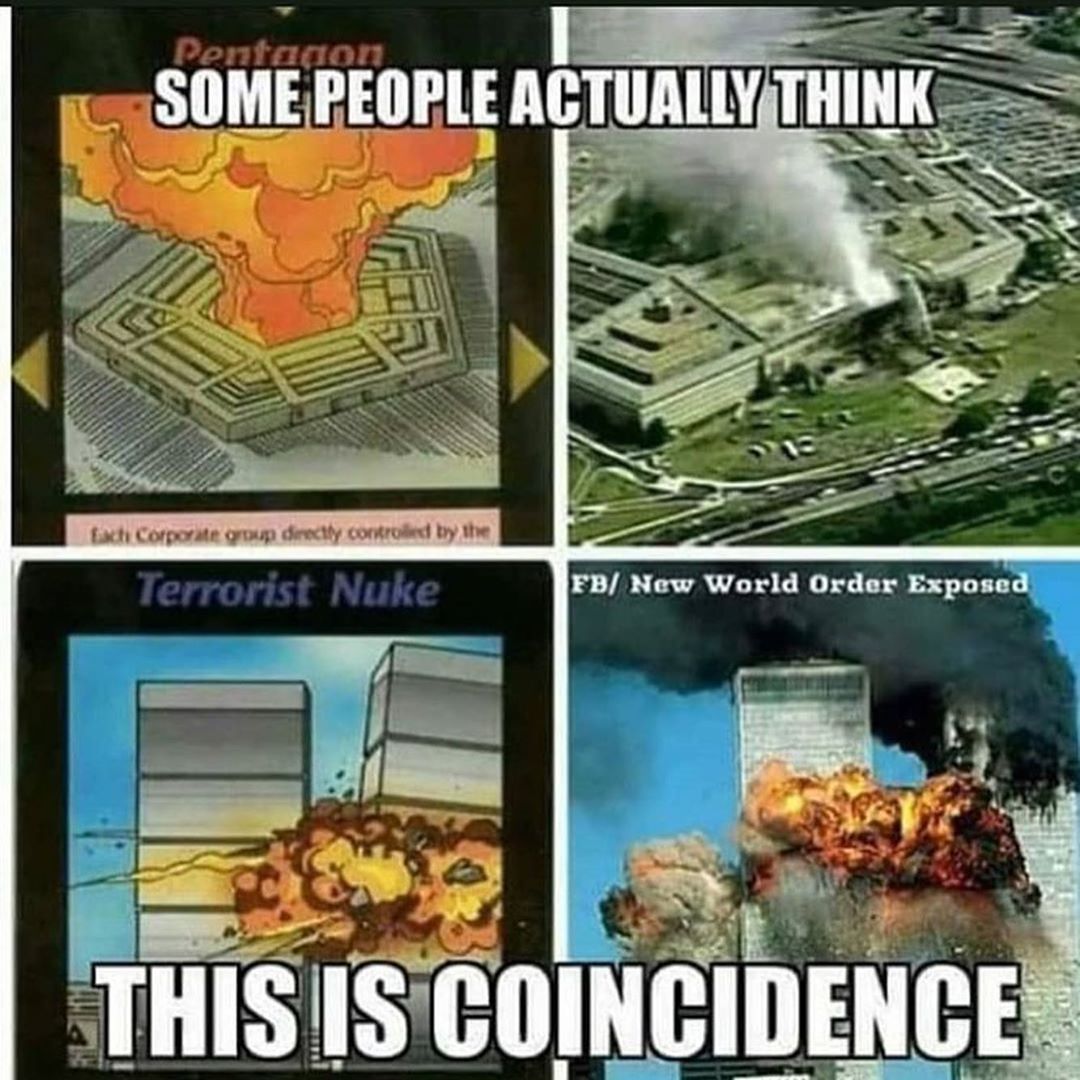 Pentagon
SOME PEOPLE ACTUALLY THINK
Each Corporate group directly controlled by the
Terrorist Nuke
FB/ New World Order Exposed
THIS IS COINCIDENCE